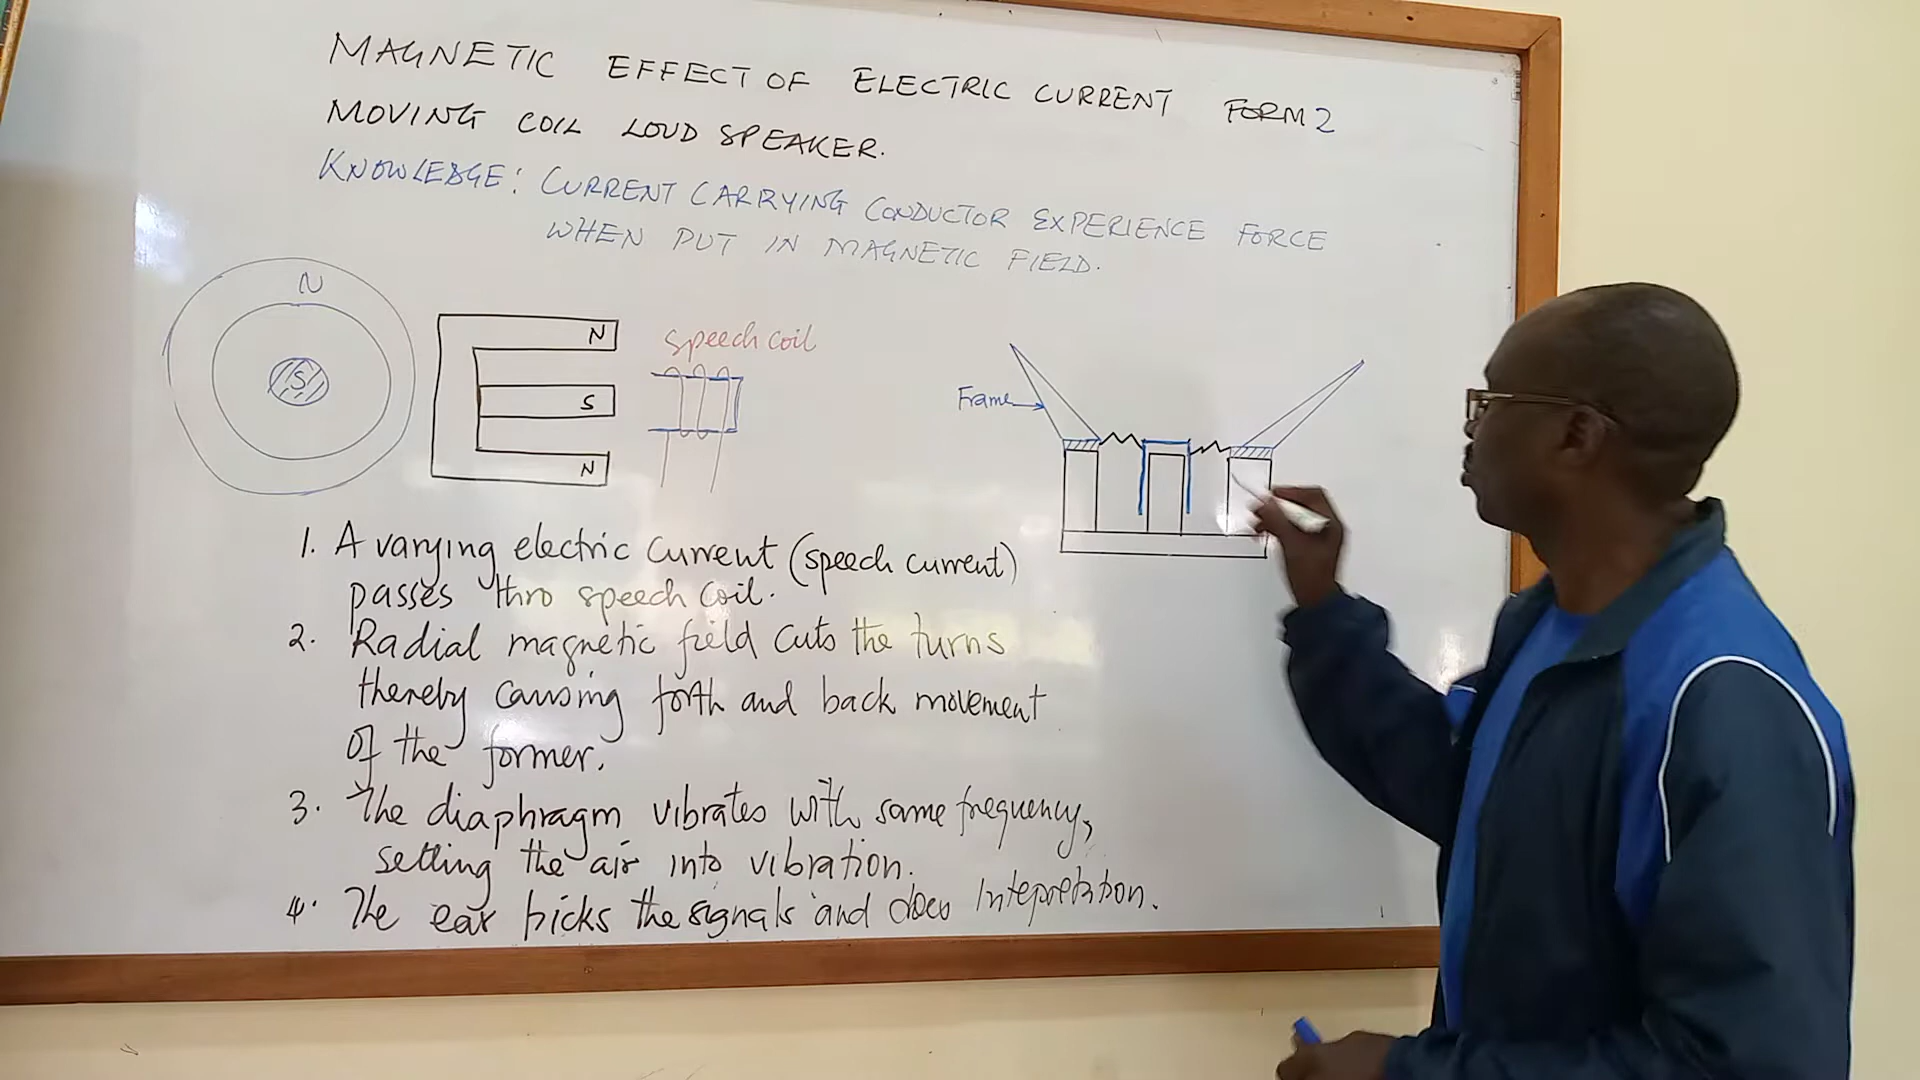 MAGNETIC EFFECT OF ELECTRIC CURRENT FORM 2
MOVING COIL LOUD SPEAKER.
KNOWLEDGE: CURRENT CARRYING CONDUCTOR EXPERIENCE FORCE
WHEN PUT IN MAGNETIC FIELD.
N
S
N
S
N
speech coil
Frame
1. A varying electric current (speech current)
passes thro speech coil.
2. Radial magnetic field cuts the turns
thereby causing forth and back movement
of the former.
3. The diaphragm vibrates with same frequency,
setting the air into vibration.
4. The ear picks the signals and does Intepretation.